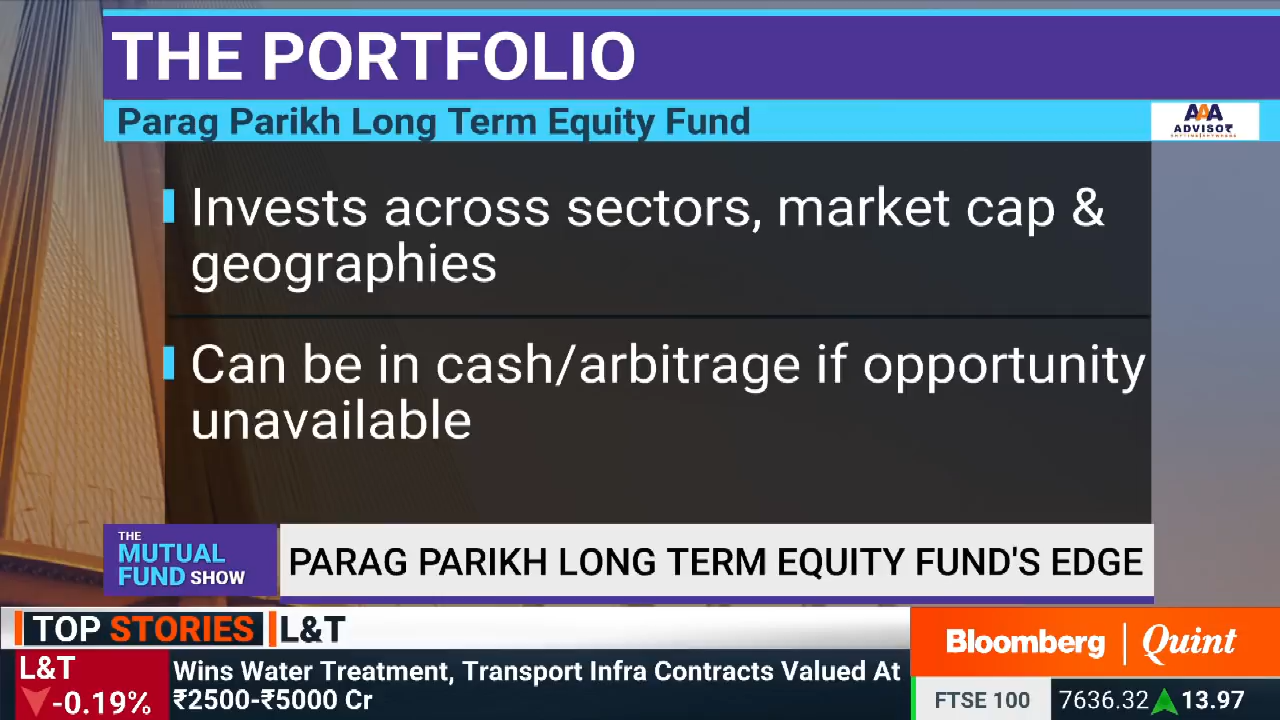 THE PORTFOLIO
Parag Parikh Long Term Equity Fund
AAA
ADVISOR
Invests across sectors, market cap &
geographies
Can be in cash/arbitrage if opportunity
unavailable
THE
MUTUAL
FUND SHOW
PARAG PARIKH LONG TERM EQUITY FUND'S EDGE
TOP STORIES
L&T
Bloomberg | Quint
L&T
-0.19%
Wins Water Treatment, Transport Infra Contracts Valued At
₹2500-₹5000 Cr
FTSE 100
7636.32
13.97